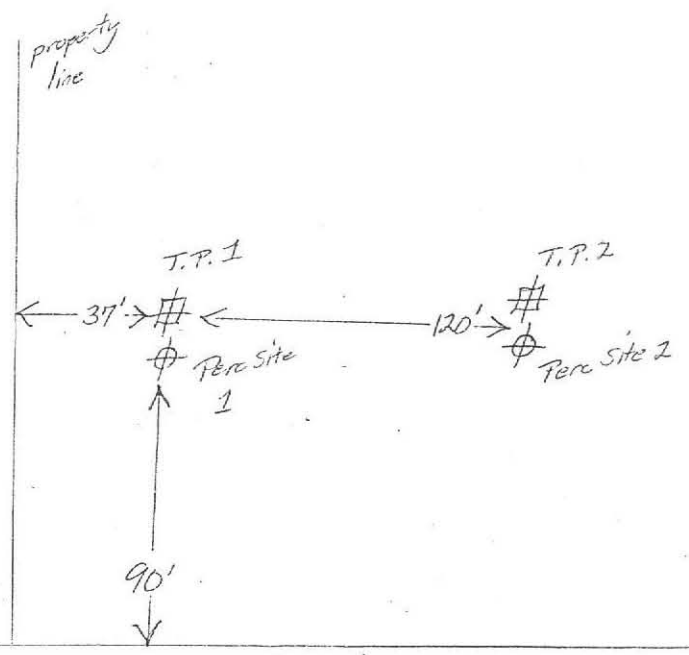 property
line
T.P. 1
T.P. 2
37'
120'
Perc Site
1
Perc Site 2
90'